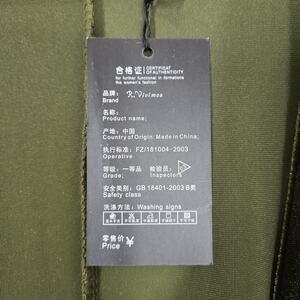 合格证 CERTIFICAT
OF AUTHENTICITY
for further functional in formations
the women's fashion
品牌:
Brand
名称:
Product name;
产地: 中国
Country of Origin: Made in China;
执行标准: FZ/181004-2003
Operative
等级: 一等品 检验员:
Grade; Inspectors
安全类别: GB 18401-2003 B类
Safety class
洗涤方法: Washing signs
零售价 ¥
Price